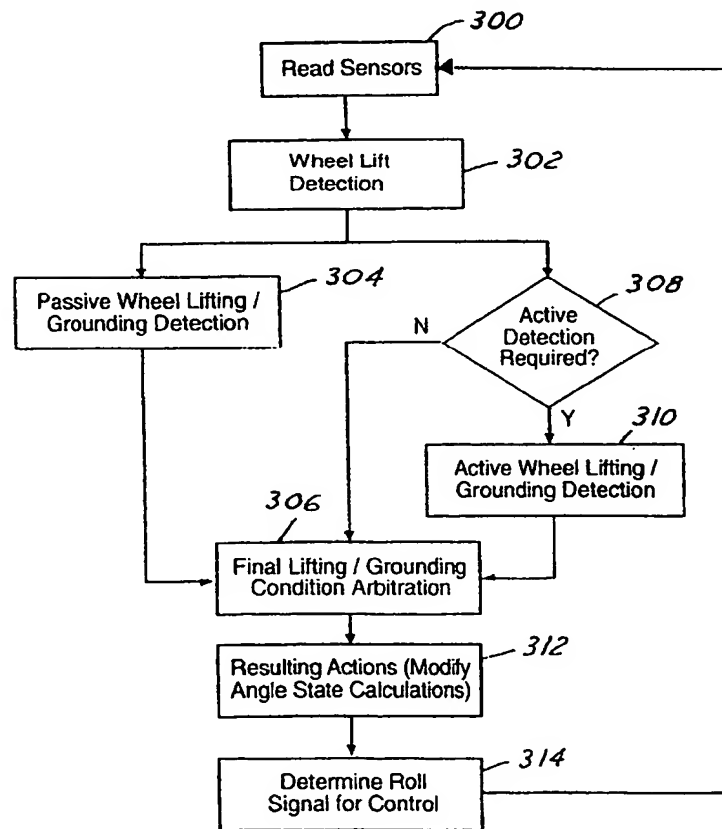 300
Read Sensors
Wheel Lift
Detection
302
304
Passive Wheel Lifting /
Grounding Detection
308
Active
Detection
Required?
N
Y
310
Active Wheel Lifting /
Grounding Detection
306
Final Lifting / Grounding
Condition Arbitration
312
Resulting Actions (Modify
Angle State Calculations)
314
Determine Roll
Signal for Control